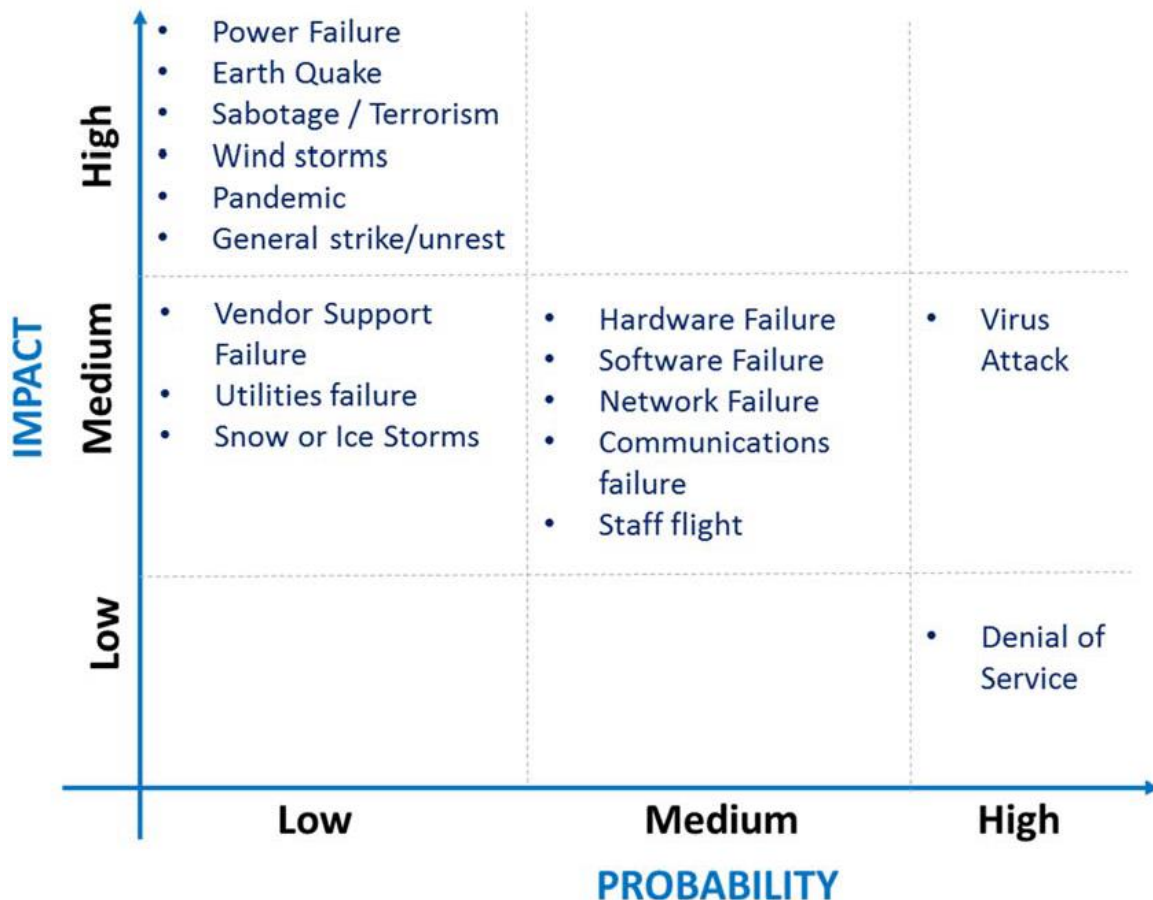 High
• Power Failure
• Earth Quake
• Sabotage / Terrorism
• Wind storms
• Pandemic
• General strike/unrest
IMPACT
Medium
• Vendor Support
Failure
• Utilities failure
• Snow or Ice Storms
• Hardware Failure
• Software Failure
• Network Failure
• Communications
failure
• Staff flight
• Virus
Attack
Low
• Denial of
Service
Low
Medium
High
PROBABILITY